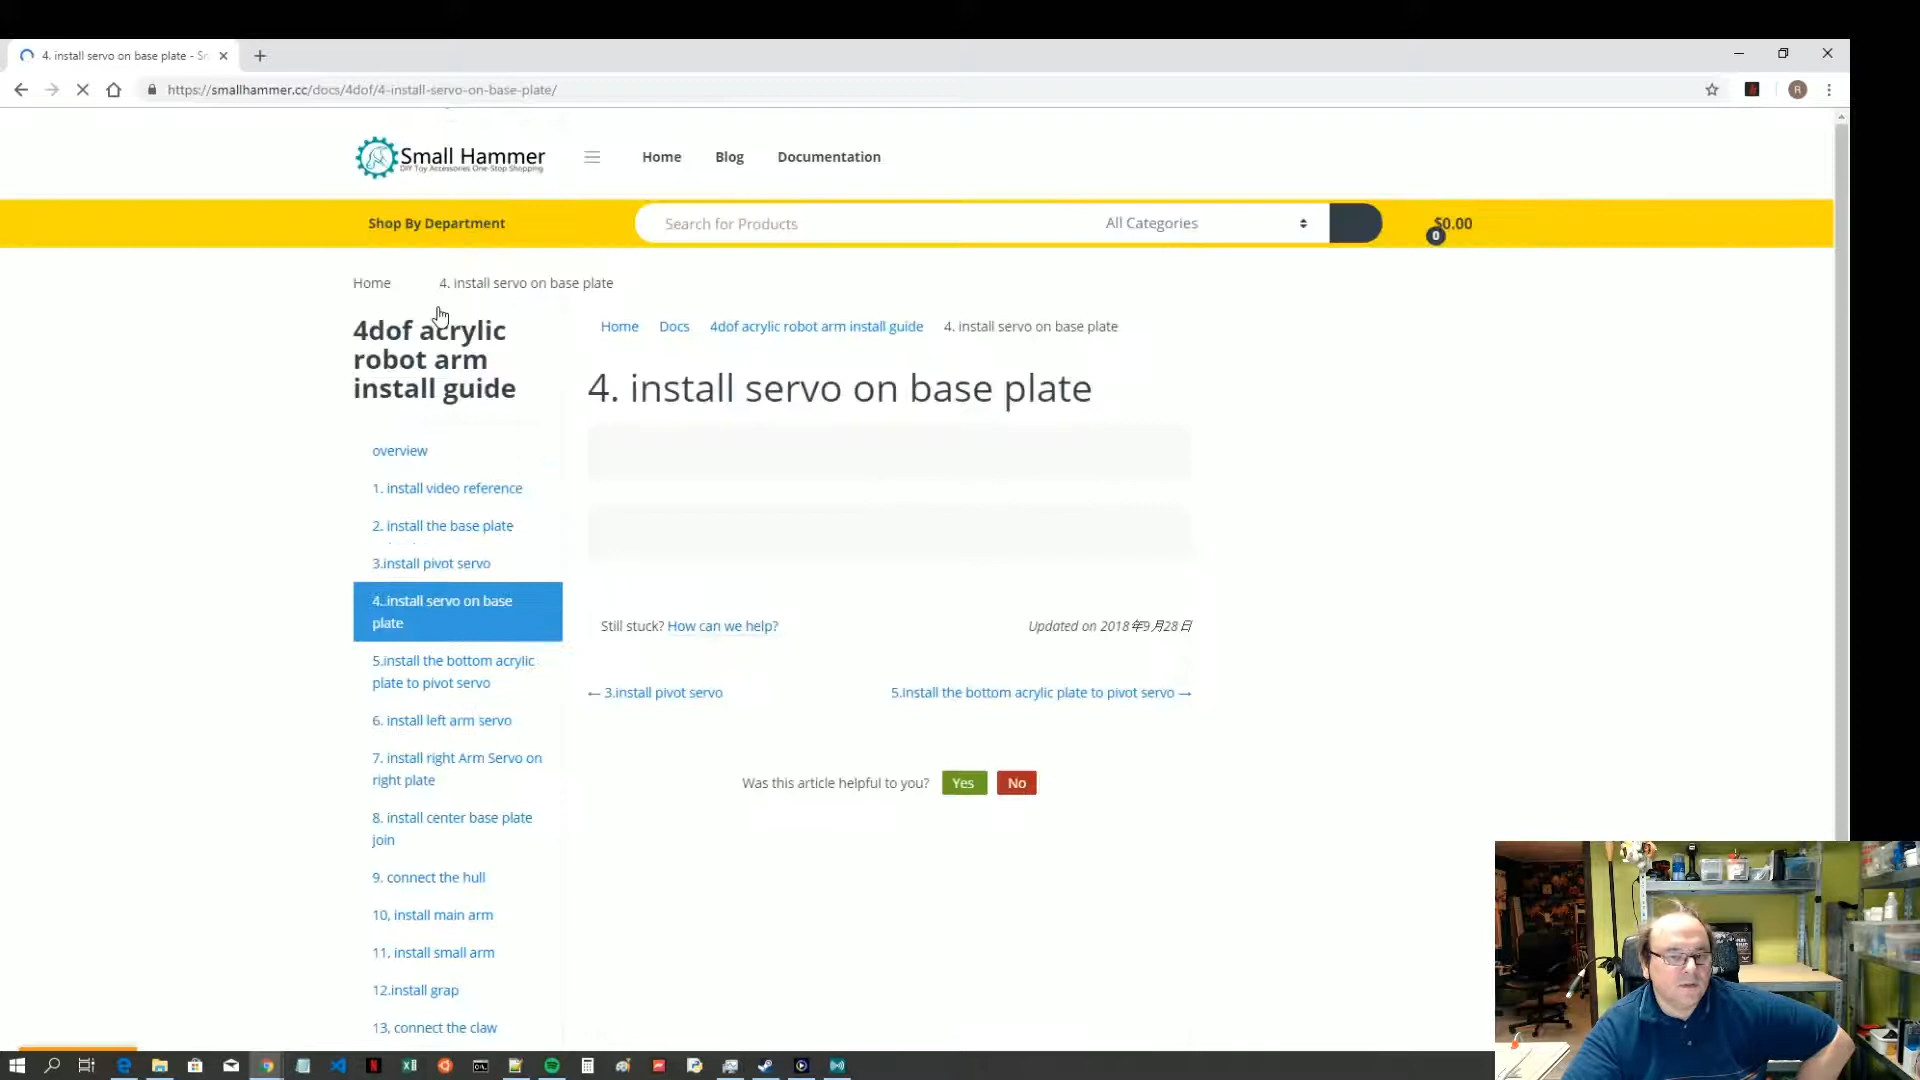 4. install servo on base plate - S
https://smallhammer.cc/docs/4dof/4-install-servo-on-base-plate/
R
Small Hammer
DIY Toy Accessories One-Stop Shopping
Home
Blog
Documentation
Shop By Department
Search for Products
All Categories
$0.00
0
Home
4. install servo on base plate
4dof acrylic
robot arm
install guide
Home
Docs
4dof acrylic robot arm install guide
4. install servo on base plate
4. install servo on base plate
overview
1. install video reference
2. install the base plate
3.install pivot servo
4. install servo on base
plate
5.install the bottom acrylic
plate to pivot servo
6. install left arm servo
7. install right Arm Servo on
right plate
8. install center base plate
join
9. connect the hull
10, install main arm
11, install small arm
12.install grap
13, connect the claw
Still stuck? How can we help?
Updated on 2018年9月28日
← 3.install pivot servo
5.install the bottom acrylic plate to pivot servo →
Was this article helpful to you?
Yes
No